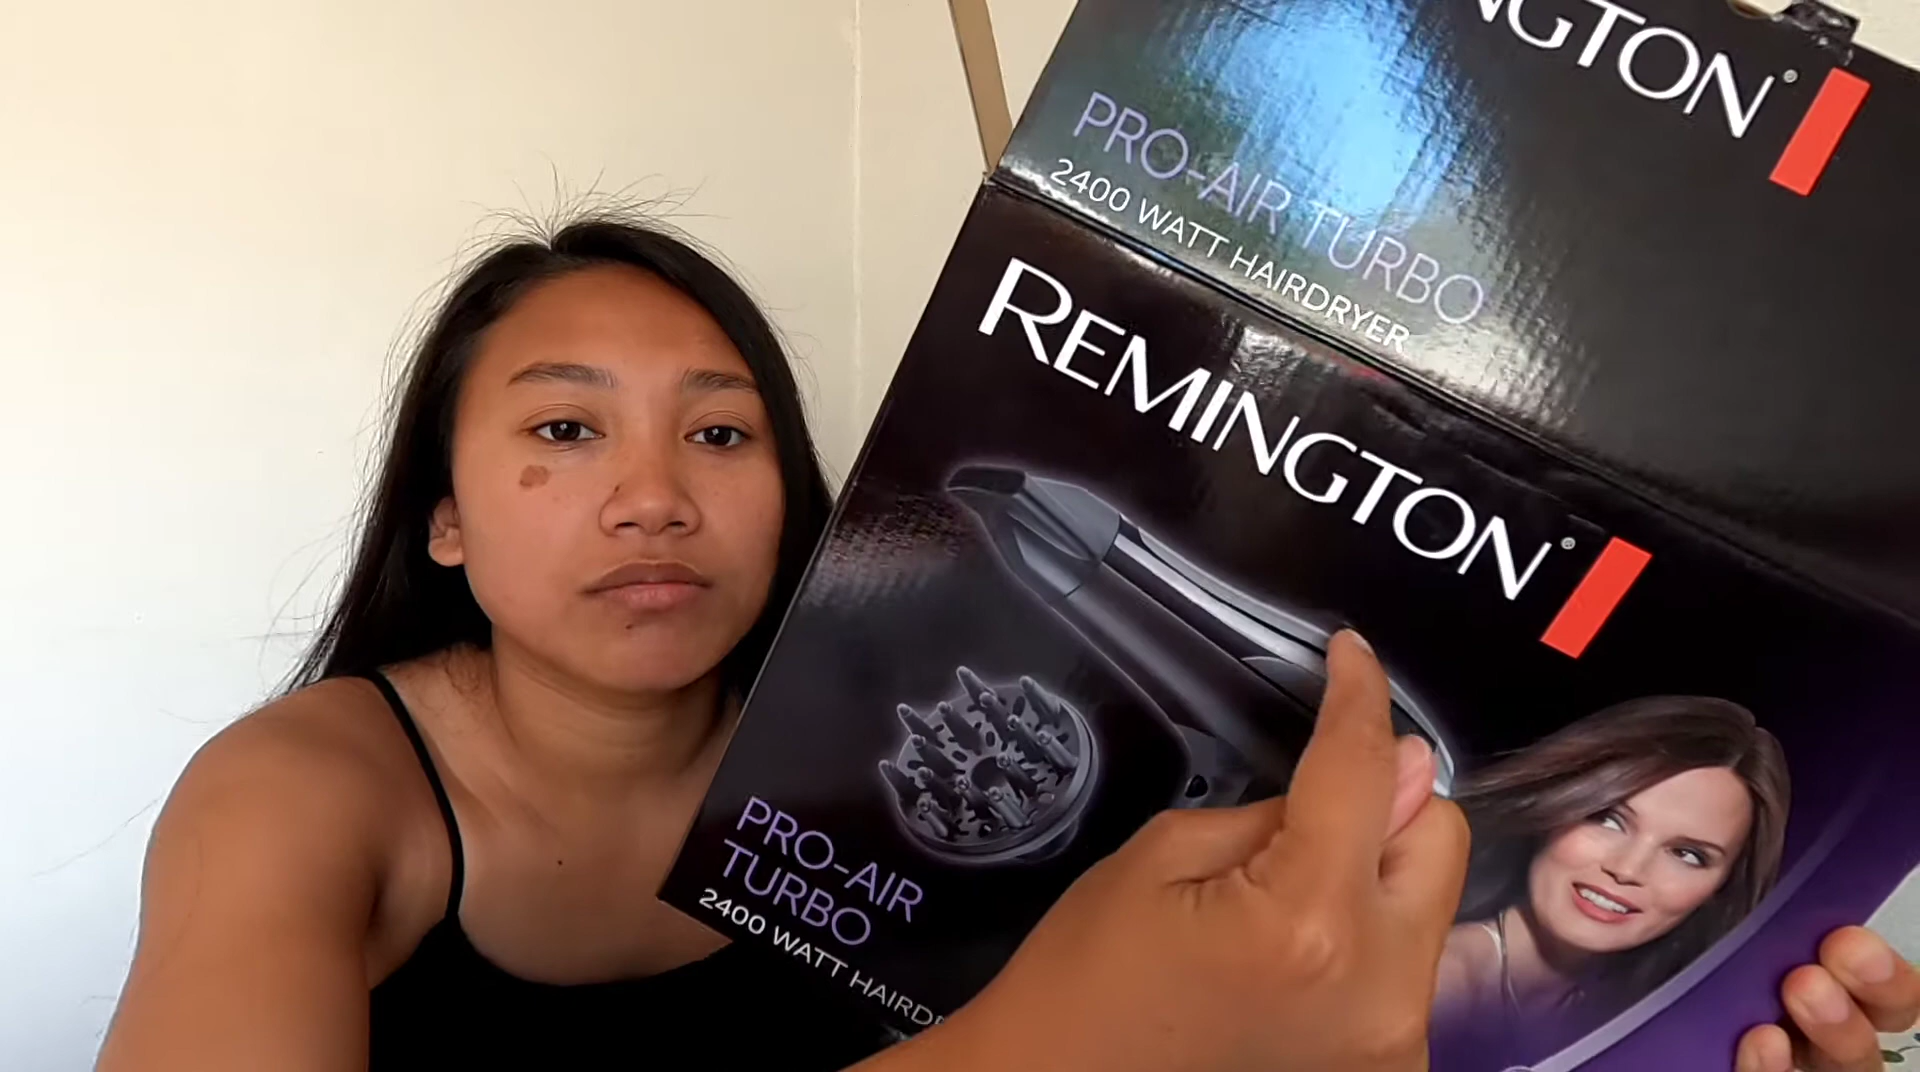 NGTON®
PRO-AIR TURBO
2400 WATT HAIRDRYER
REMINGTON®
PRO-AIR
TURBO
2400 WATT HAIRD